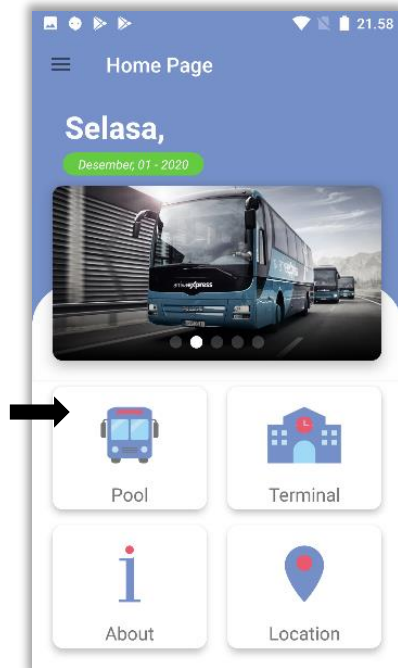 21.58
Home Page
Selasa,
Desember, 01 - 2020
Pool
Terminal
About
Location